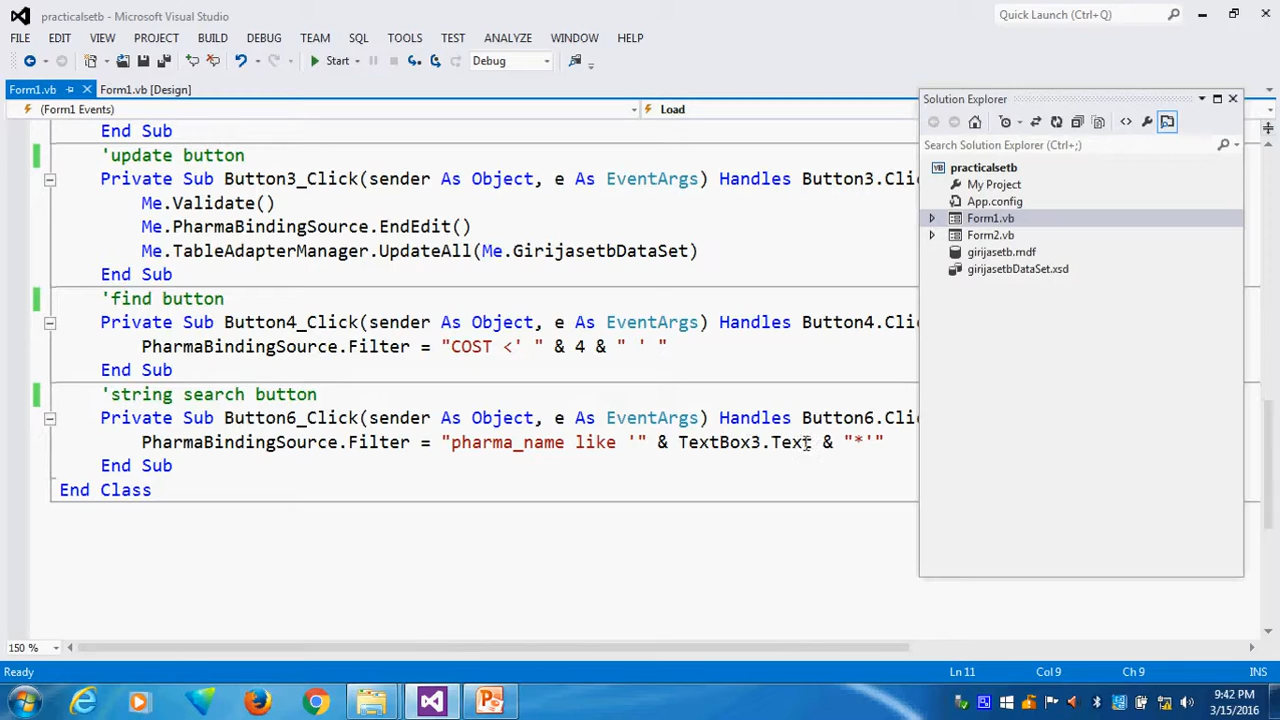 practicalsetb - Microsoft Visual Studio
Quick Launch (Ctrl+Q)
FILE EDIT VIEW PROJECT BUILD DEBUG TEAM SQL TOOLS TEST ANALYZE WINDOW HELP
Start Debug
Form1.vb Form1.vb [Design]
(Form1 Events) Load
End Sub
'update button
Private Sub Button3_Click(sender As Object, e As EventArgs) Handles Button3.Clic
Me.Validate()
Me.PharmaBindingSource.EndEdit()
Me.TableAdapterManager.UpdateAll(Me.GirijasetbDataSet)
End Sub
'find button
Private Sub Button4_Click(sender As Object, e As EventArgs) Handles Button4.Clic
PharmaBindingSource.Filter = "COST <' " & 4 & " ' "
End Sub
'string search button
Private Sub Button6_Click(sender As Object, e As EventArgs) Handles Button6.Clic
PharmaBindingSource.Filter = "pharma_name like '" & TextBox3.Text & "*'"
End Sub
End Class
Solution Explorer
Search Solution Explorer (Ctrl+;)
practicalsetb
My Project
App.config
Form1.vb
Form2.vb
girijasetb.mdf
girijasetbDataSet.xsd
150 %
Ready Ln 11 Col 9 Ch 9 INS
9:42 PM
3/15/2016